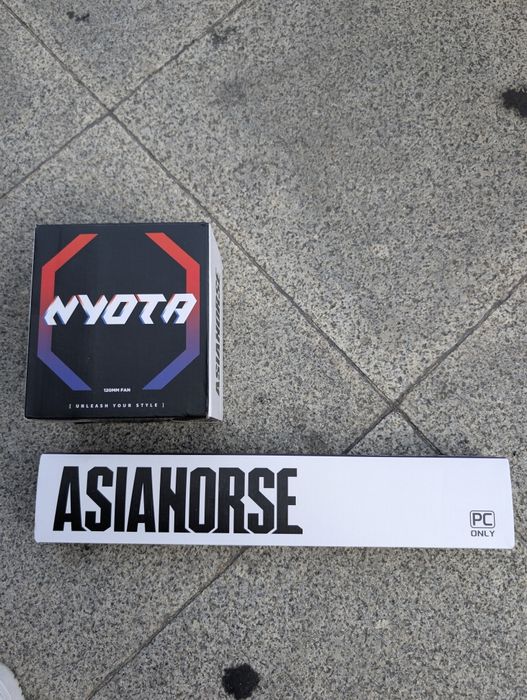 NYOTA
120MM FAN
[ UNLEASH YOUR STYLE ]
ASIAHORSE
ASIAHORSE
PC
ONLY